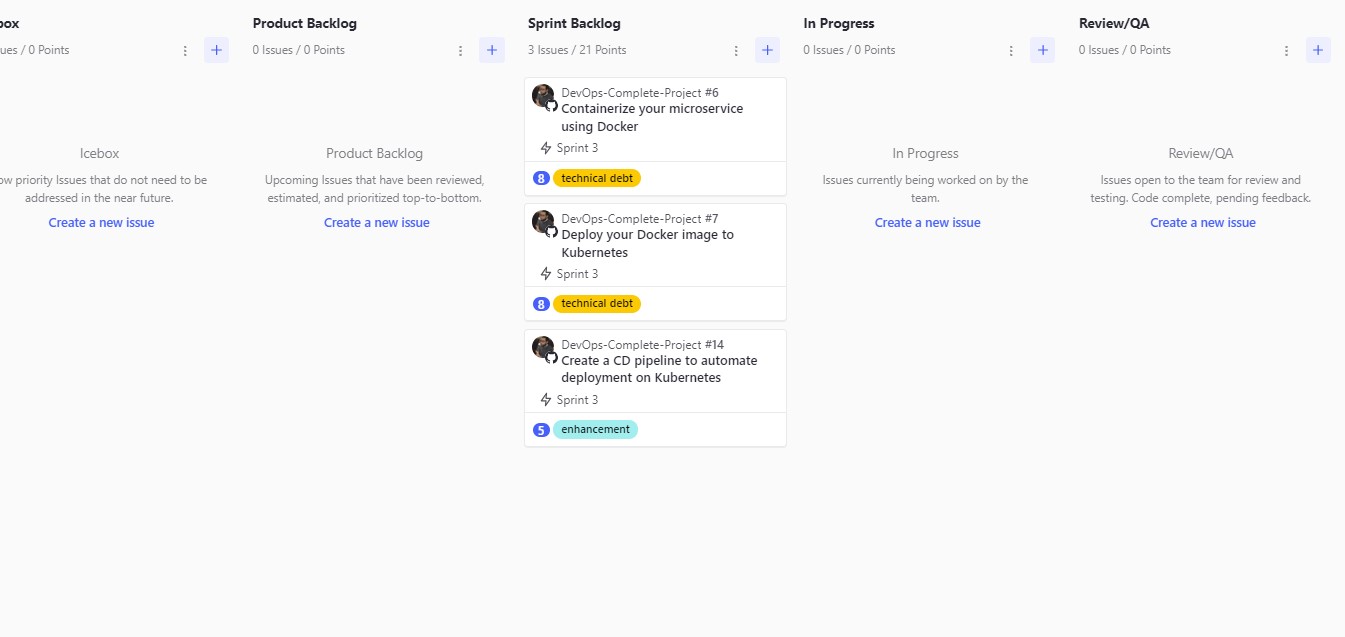 box
ues / 0 Points
Icebox
ow priority Issues that do not need to be
addressed in the near future.
Create a new issue
Product Backlog
0 Issues / 0 Points
Product Backlog
Upcoming Issues that have been reviewed,
estimated, and prioritized top-to-bottom.
Create a new issue
Sprint Backlog
3 Issues / 21 Points
DevOps-Complete-Project #6
Containerize your microservice
using Docker
Sprint 3
8 technical debt
DevOps-Complete-Project #7
Deploy your Docker image to
Kubernetes
Sprint 3
8 technical debt
DevOps-Complete-Project #14
Create a CD pipeline to automate
deployment on Kubernetes
Sprint 3
5 enhancement
In Progress
0 Issues / 0 Points
In Progress
Issues currently being worked on by the
team.
Create a new issue
Review/QA
0 Issues / 0 Points
Review/QA
Issues open to the team for review and
testing. Code complete, pending feedback.
Create a new issue